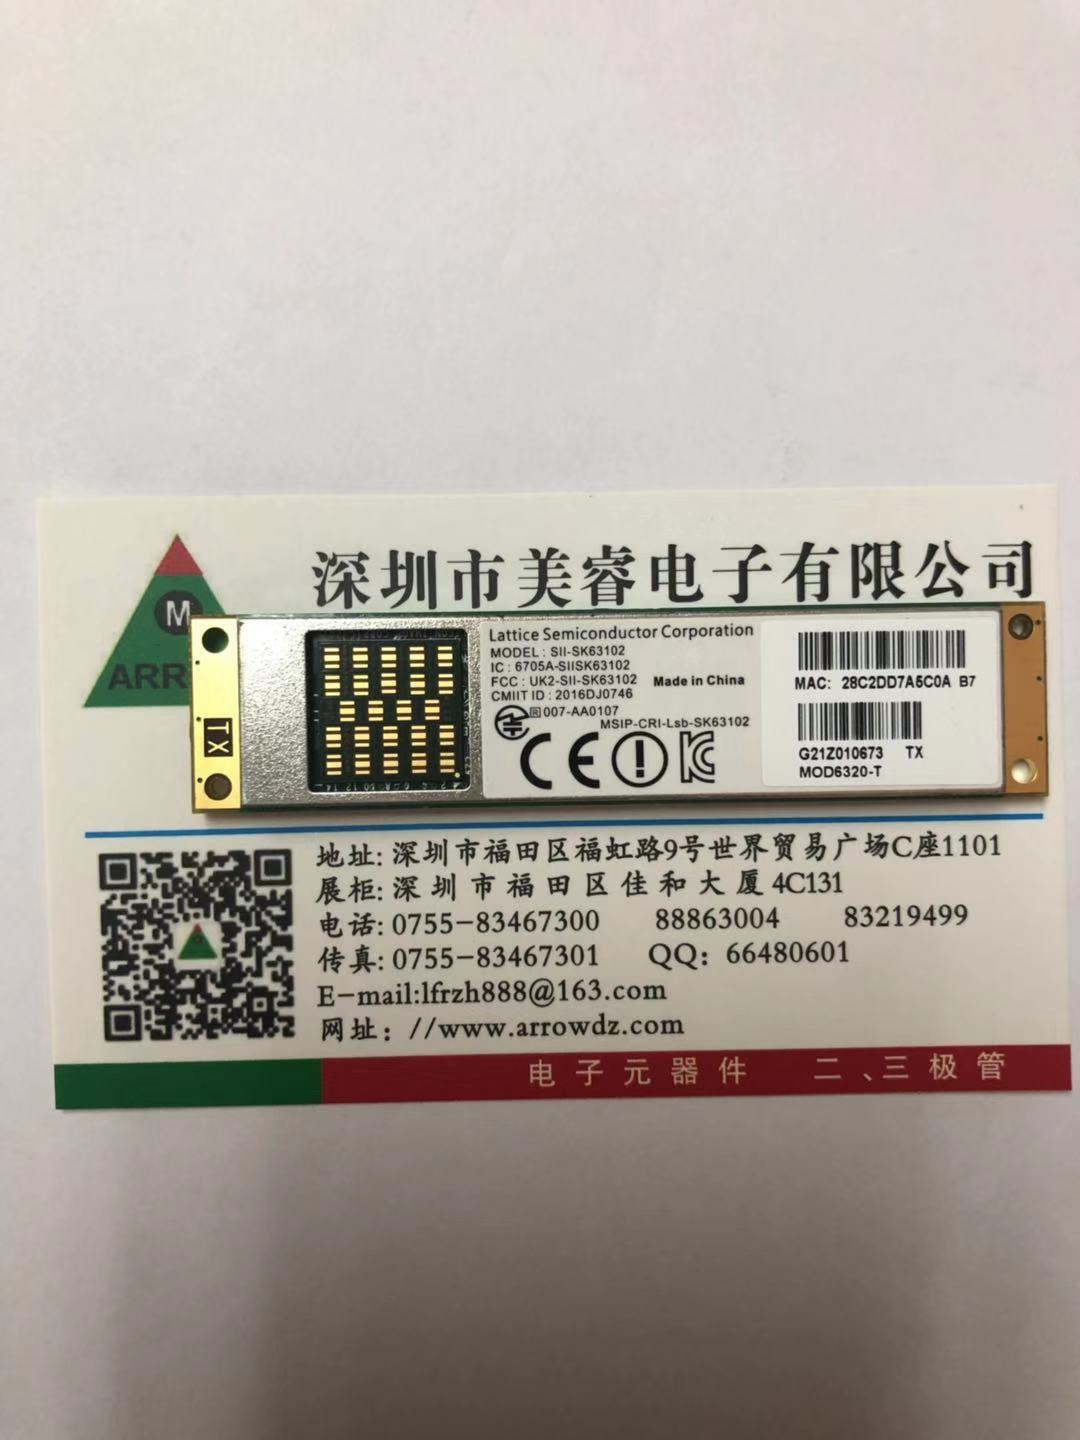 深圳市美睿电子有限公司
M
ARR
TX
Lattice Semiconductor Corporation
MODEL : SII-SK63102
IC : 6705A-SIISK63102
FCC : UK2-SII-SK63102
Made in China
CMIIT ID : 2016DJ0746
R 007-AA0107
MSIP-CRI-Lsb-SK63102
CE
MAC: 28C2DD7A5C0A B7
G21Z010673 TX
MOD6320-T
地址: 深圳市福田区福虹路9号世界贸易广场C座1101
展柜: 深圳市福田区佳和大厦 4C131
电话: 0755-83467300 88863004 83219499
传真: 0755-83467301 QQ: 66480601
E-mail:lfrzh888@163.com
网址: //www.arrowdz.com
电子元器件 二、三极管